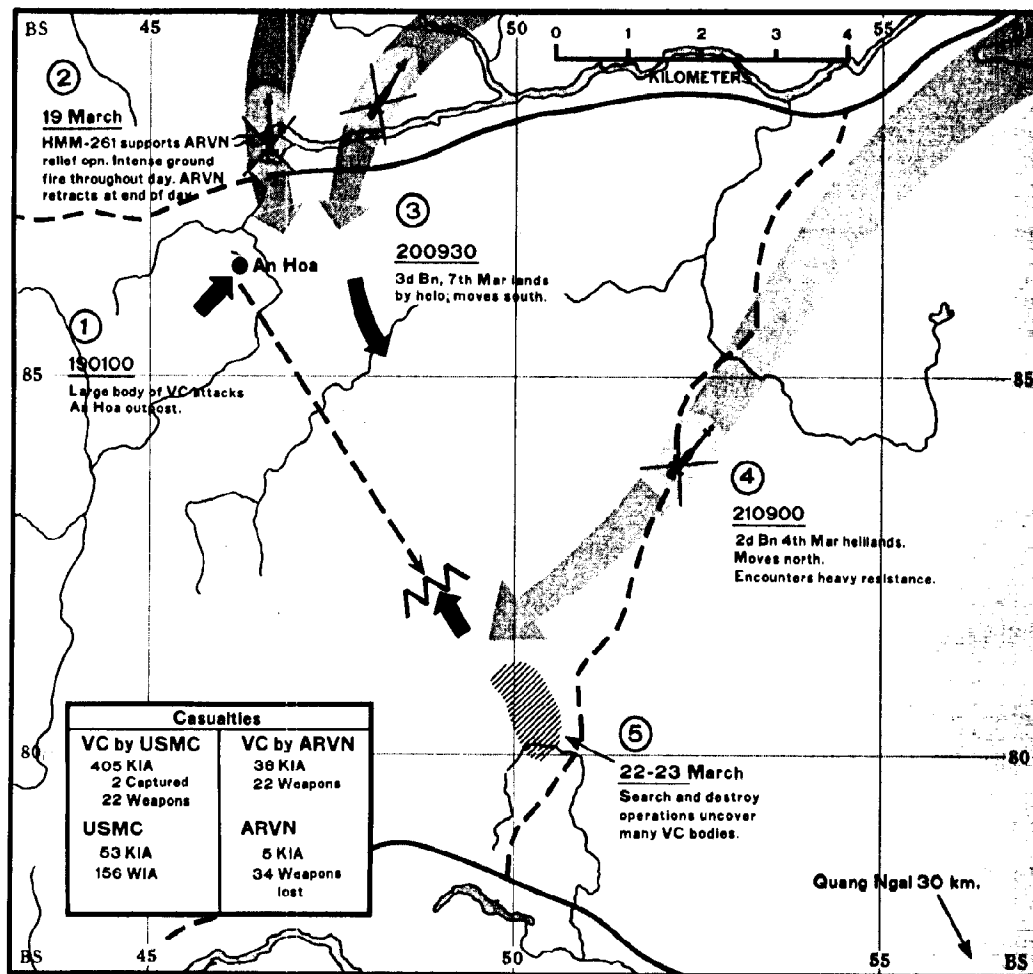 BS 45 50 55
0 1 2 3 4
KILOMETERS
2
19 March
HMM-261 supports ARVN
relief opn. Intense ground
fire throughout day. ARVN
retracts at end of day.
3
200930
3d Bn, 7th Mar lands
by helo; moves south.
An Hoa
1
190100
Large body of VC attacks
An Hoa outpost.
85 85
4
210900
2d Bn 4th Mar helilands.
Moves north.
Encounters heavy resistance.
5
22-23 March
Search and destroy
operations uncover
many VC bodies.
80 80
Casualties
VC by USMC
405 KIA
2 Captured
22 Weapons
VC by ARVN
38 KIA
22 Weapons
USMC
53 KIA
156 WIA
ARVN
5 KIA
34 Weapons
lost
Quang Ngai 30 km.
BS 45 50 55 BS